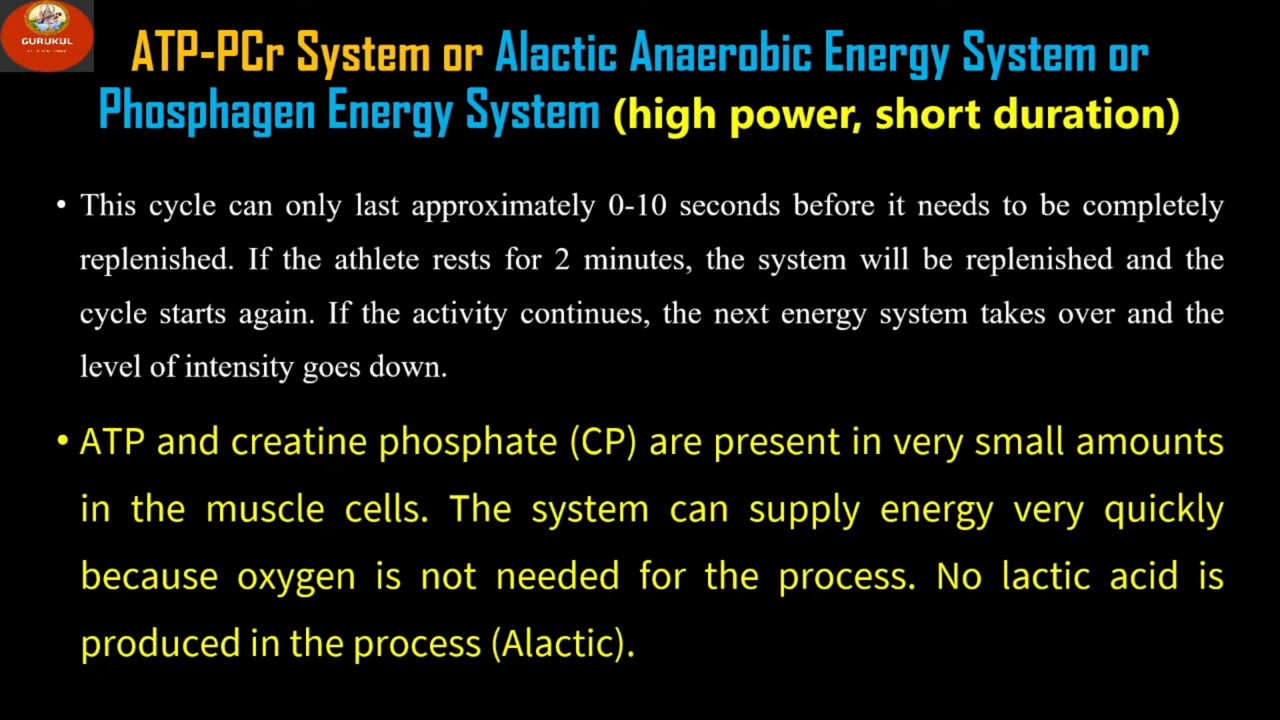 GURUKUL
ATP-PCr System or Alactic Anaerobic Energy System or
Phosphagen Energy System (high power, short duration)
• This cycle can only last approximately 0-10 seconds before it needs to be completely
replenished. If the athlete rests for 2 minutes, the system will be replenished and the
cycle starts again. If the activity continues, the next energy system takes over and the
level of intensity goes down.
• ATP and creatine phosphate (CP) are present in very small amounts
in the muscle cells. The system can supply energy very quickly
because oxygen is not needed for the process. No lactic acid is
produced in the process (Alactic).